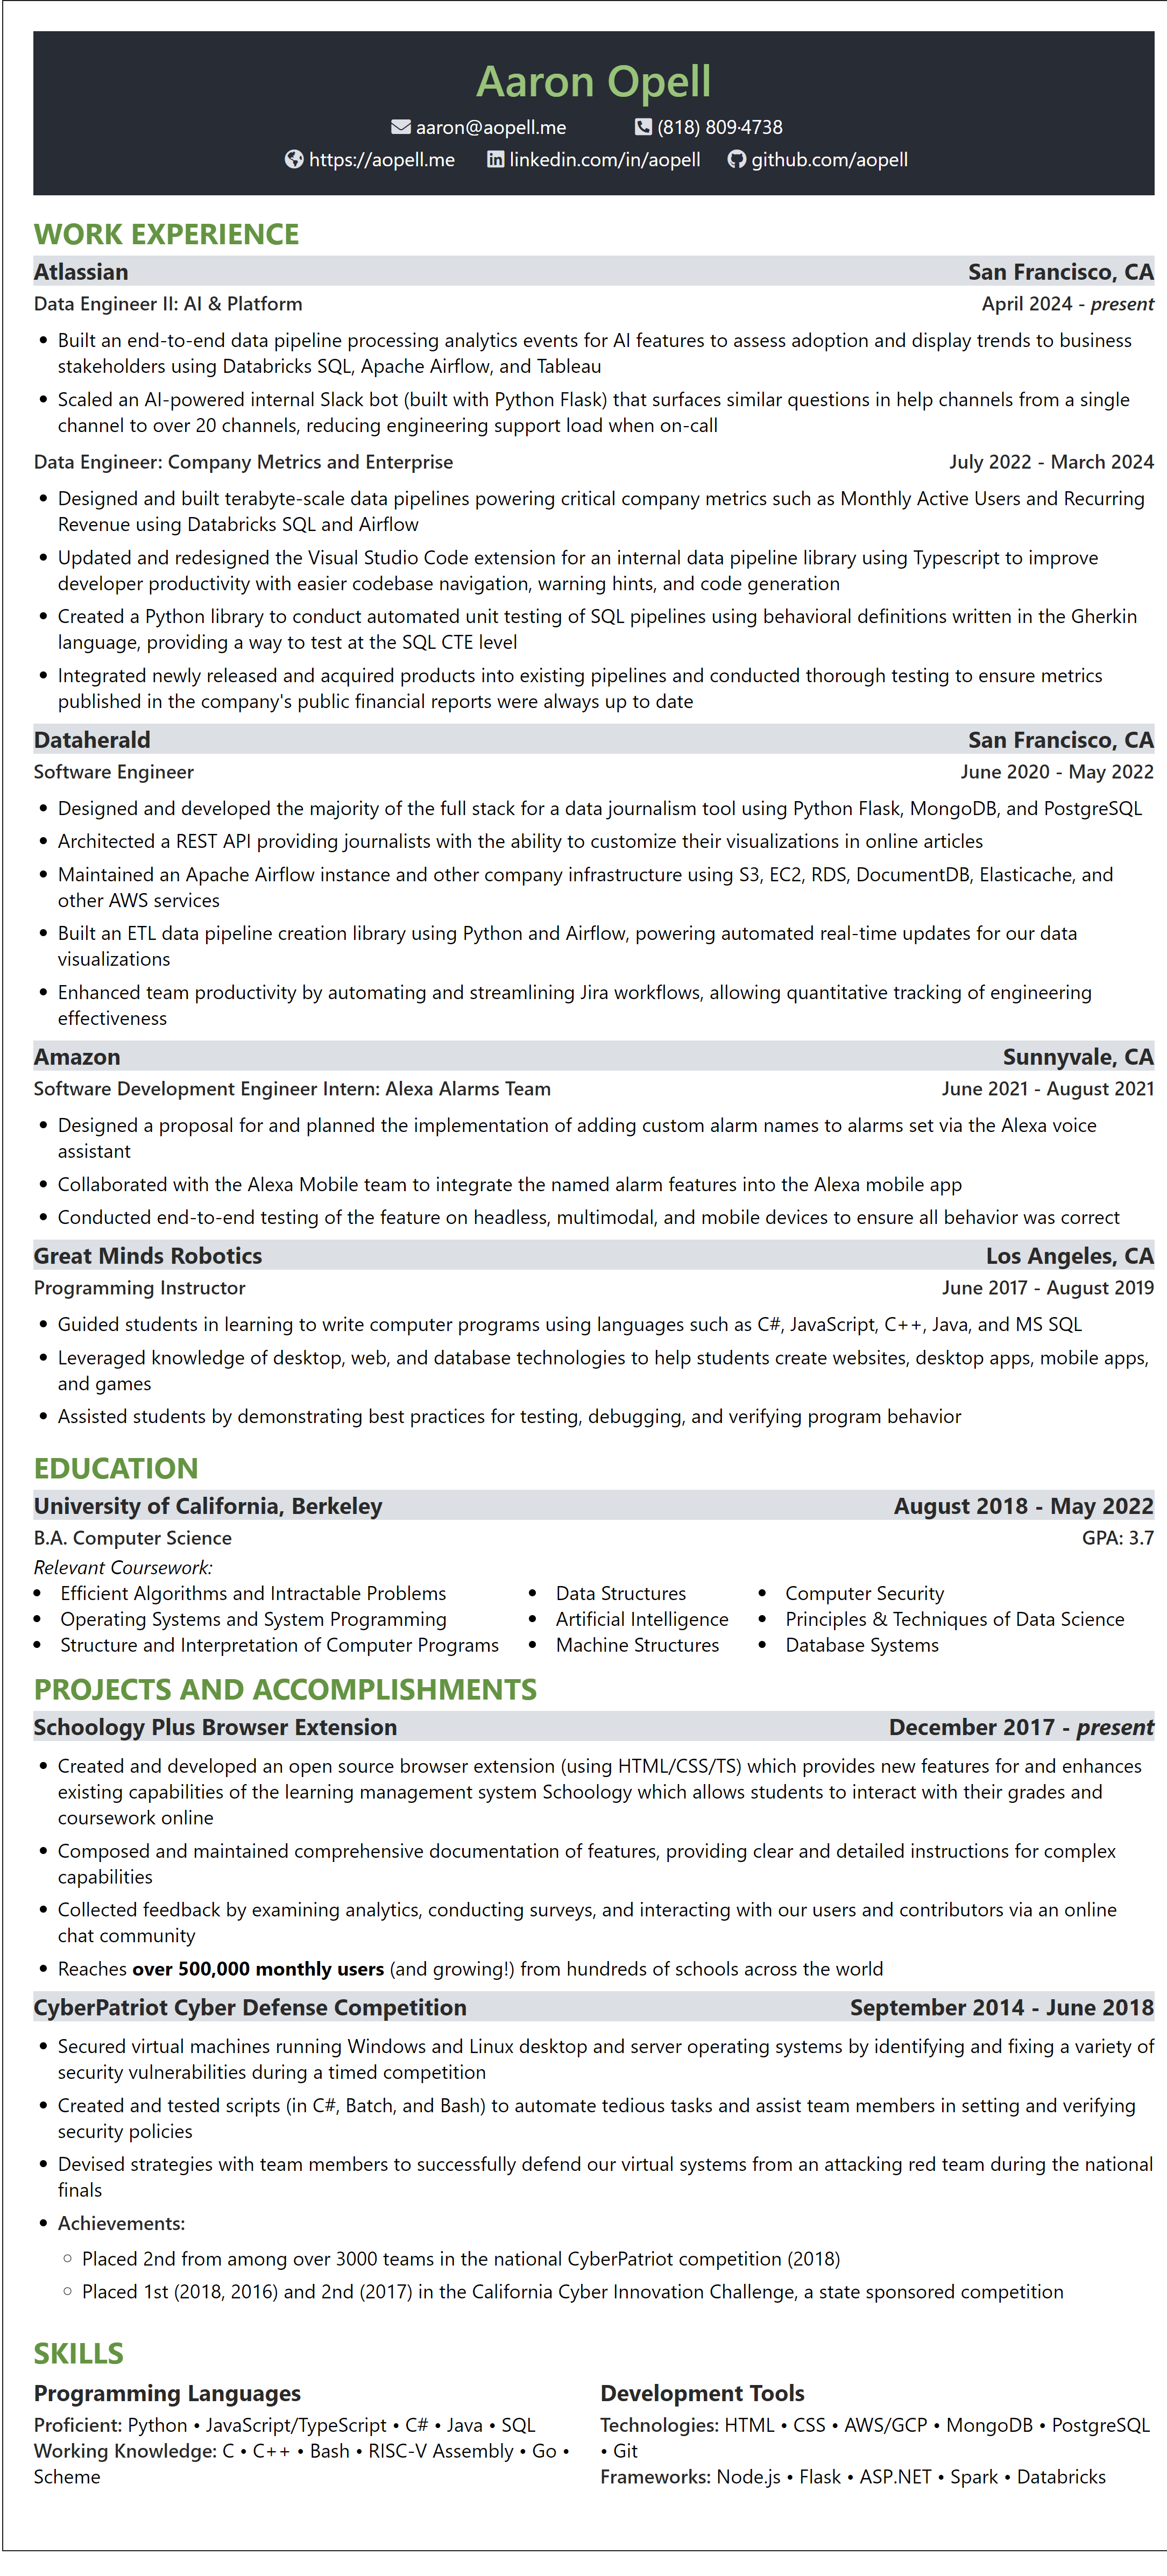 Aaron Opell
aaron@aopell.me (818) 809-4738
https://aopell.me linkedin.com/in/aopell github.com/aopell
WORK EXPERIENCE
Atlassian San Francisco, CA
Data Engineer II: AI & Platform April 2024 - present
• Built an end-to-end data pipeline processing analytics events for AI features to assess adoption and display trends to business
stakeholders using Databricks SQL, Apache Airflow, and Tableau
• Scaled an AI-powered internal Slack bot (built with Python Flask) that surfaces similar questions in help channels from a single
channel to over 20 channels, reducing engineering support load when on-call
Data Engineer: Company Metrics and Enterprise July 2022 - March 2024
• Designed and built terabyte-scale data pipelines powering critical company metrics such as Monthly Active Users and Recurring
Revenue using Databricks SQL and Airflow
• Updated and redesigned the Visual Studio Code extension for an internal data pipeline library using Typescript to improve
developer productivity with easier codebase navigation, warning hints, and code generation
• Created a Python library to conduct automated unit testing of SQL pipelines using behavioral definitions written in the Gherkin
language, providing a way to test at the SQL CTE level
• Integrated newly released and acquired products into existing pipelines and conducted thorough testing to ensure metrics
published in the company's public financial reports were always up to date
Dataherald San Francisco, CA
Software Engineer June 2020 - May 2022
• Designed and developed the majority of the full stack for a data journalism tool using Python Flask, MongoDB, and PostgreSQL
• Architected a REST API providing journalists with the ability to customize their visualizations in online articles
• Maintained an Apache Airflow instance and other company infrastructure using S3, EC2, RDS, DocumentDB, Elasticache, and
other AWS services
• Built an ETL data pipeline creation library using Python and Airflow, powering automated real-time updates for our data
visualizations
• Enhanced team productivity by automating and streamlining Jira workflows, allowing quantitative tracking of engineering
effectiveness
Amazon Sunnyvale, CA
Software Development Engineer Intern: Alexa Alarms Team June 2021 - August 2021
• Designed a proposal for and planned the implementation of adding custom alarm names to alarms set via the Alexa voice
assistant
• Collaborated with the Alexa Mobile team to integrate the named alarm features into the Alexa mobile app
• Conducted end-to-end testing of the feature on headless, multimodal, and mobile devices to ensure all behavior was correct
Great Minds Robotics Los Angeles, CA
Programming Instructor June 2017 - August 2019
• Guided students in learning to write computer programs using languages such as C#, JavaScript, C++, Java, and MS SQL
• Leveraged knowledge of desktop, web, and database technologies to help students create websites, desktop apps, mobile apps,
and games
• Assisted students by demonstrating best practices for testing, debugging, and verifying program behavior
EDUCATION
University of California, Berkeley August 2018 - May 2022
B.A. Computer Science GPA: 3.7
Relevant Coursework:
• Efficient Algorithms and Intractable Problems • Data Structures • Computer Security
• Operating Systems and System Programming • Artificial Intelligence • Principles & Techniques of Data Science
• Structure and Interpretation of Computer Programs • Machine Structures • Database Systems
PROJECTS AND ACCOMPLISHMENTS
Schoology Plus Browser Extension December 2017 - present
• Created and developed an open source browser extension (using HTML/CSS/TS) which provides new features for and enhances
existing capabilities of the learning management system Schoology which allows students to interact with their grades and
coursework online
• Composed and maintained comprehensive documentation of features, providing clear and detailed instructions for complex
capabilities
• Collected feedback by examining analytics, conducting surveys, and interacting with our users and contributors via an online
chat community
• Reaches over 500,000 monthly users (and growing!) from hundreds of schools across the world
CyberPatriot Cyber Defense Competition September 2014 - June 2018
• Secured virtual machines running Windows and Linux desktop and server operating systems by identifying and fixing a variety of
security vulnerabilities during a timed competition
• Created and tested scripts (in C#, Batch, and Bash) to automate tedious tasks and assist team members in setting and verifying
security policies
• Devised strategies with team members to successfully defend our virtual systems from an attacking red team during the national
finals
• Achievements:
◦ Placed 2nd from among over 3000 teams in the national CyberPatriot competition (2018)
◦ Placed 1st (2018, 2016) and 2nd (2017) in the California Cyber Innovation Challenge, a state sponsored competition
SKILLS
Programming Languages
Proficient: Python • JavaScript/TypeScript • C# • Java • SQL
Working Knowledge: C • C++ • Bash • RISC-V Assembly • Go •
Scheme
Development Tools
Technologies: HTML • CSS • AWS/GCP • MongoDB • PostgreSQL
• Git
Frameworks: Node.js • Flask • ASP.NET • Spark • Databricks